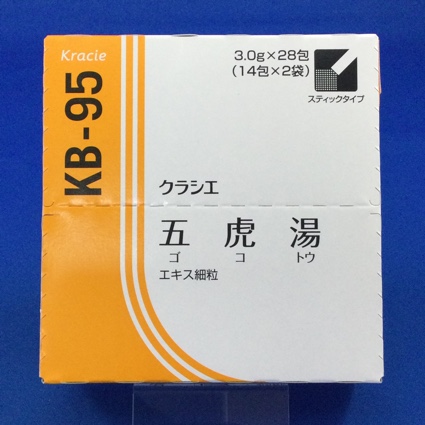 Kracie
KB-95
3.0g×28包
(14包×2袋)
スティックタイプ
クラシエ
五虎湯
ゴ コ トウ
エキス細粒